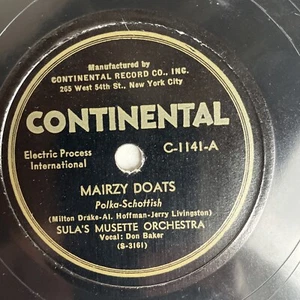 Manufactured by
CONTINENTAL RECORD CO., INC.
265 West 54th St., New York City
CONTINENTAL
Electric Process
International
C-1141-A
MAIRZY DOATS
Polka-Schottish
(Milton Drake-Al. Hoffman-Jerry Livingston)
SULA'S MUSETTE ORCHESTRA
Vocal: Don Baker
(S-3161)